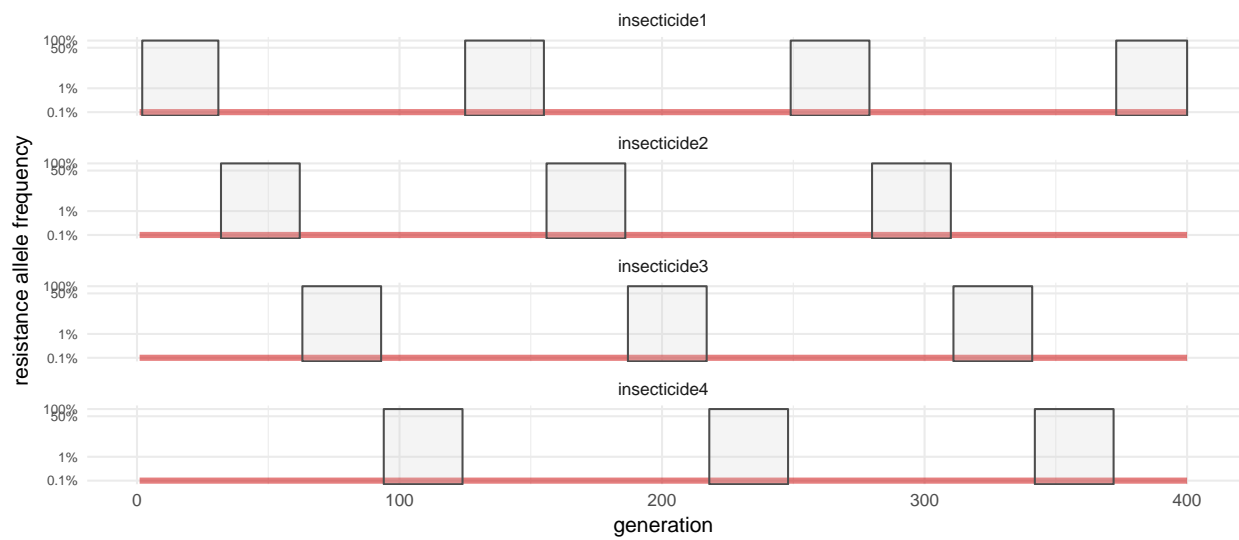 insecticide1
100%
50%
1%
0.1%
insecticide2
100%
50%
1%
0.1%
insecticide3
100%
50%
1%
0.1%
insecticide4
100%
50%
1%
0.1%
0 100 200 300 400
generation
resistance allele frequency